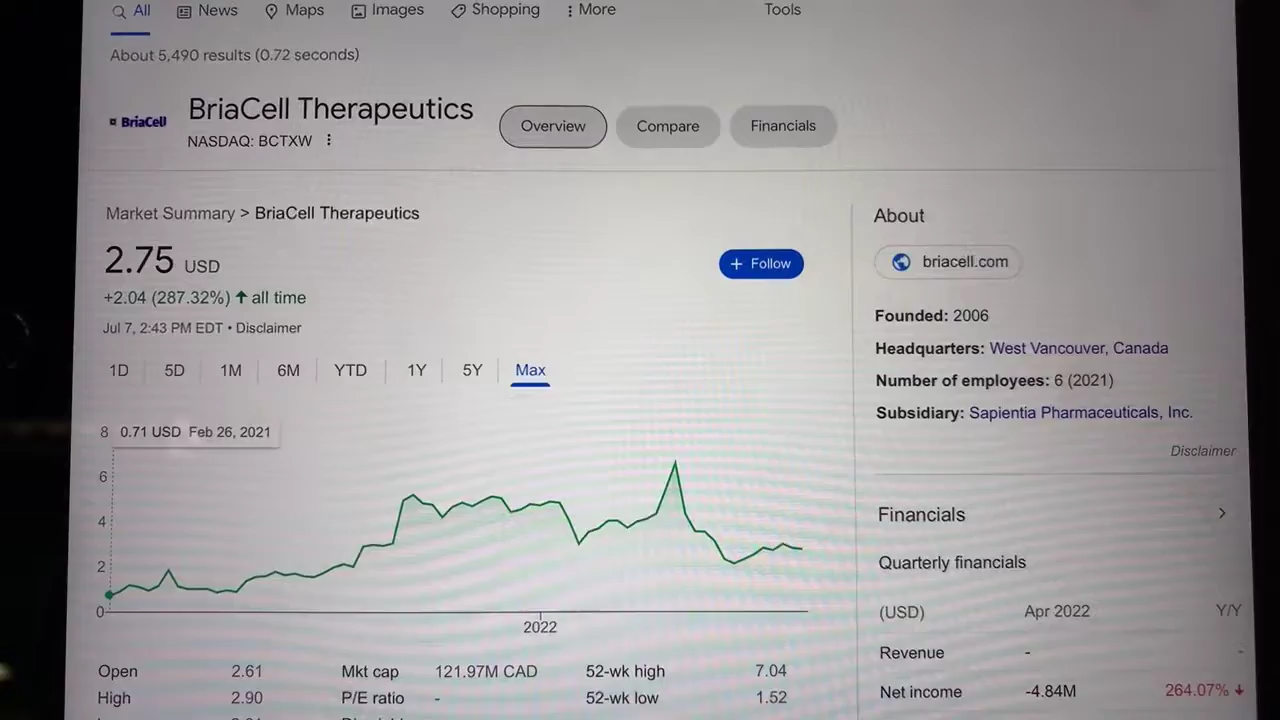 All News Maps Images Shopping More Tools
About 5,490 results (0.72 seconds)
BriaCell
BriaCell Therapeutics
NASDAQ: BCTXW
Overview Compare Financials
Market Summary > BriaCell Therapeutics
2.75 USD
+ Follow
+2.04 (287.32%) ↑ all time
Jul 7, 2:43 PM EDT • Disclaimer
1D 5D 1M 6M YTD 1Y 5Y Max
8 0.71 USD Feb 26, 2021
6
4
2
0
2022
Open 2.61 Mkt cap 121.97M CAD 52-wk high 7.04
High 2.90 P/E ratio - 52-wk low 1.52
About
briacell.com
Founded: 2006
Headquarters: West Vancouver, Canada
Number of employees: 6 (2021)
Subsidiary: Sapientia Pharmaceuticals, Inc.
Disclaimer
Financials
Quarterly financials
(USD) Apr 2022 Y/Y
Revenue - -
Net income -4.84M 264.07% ↓